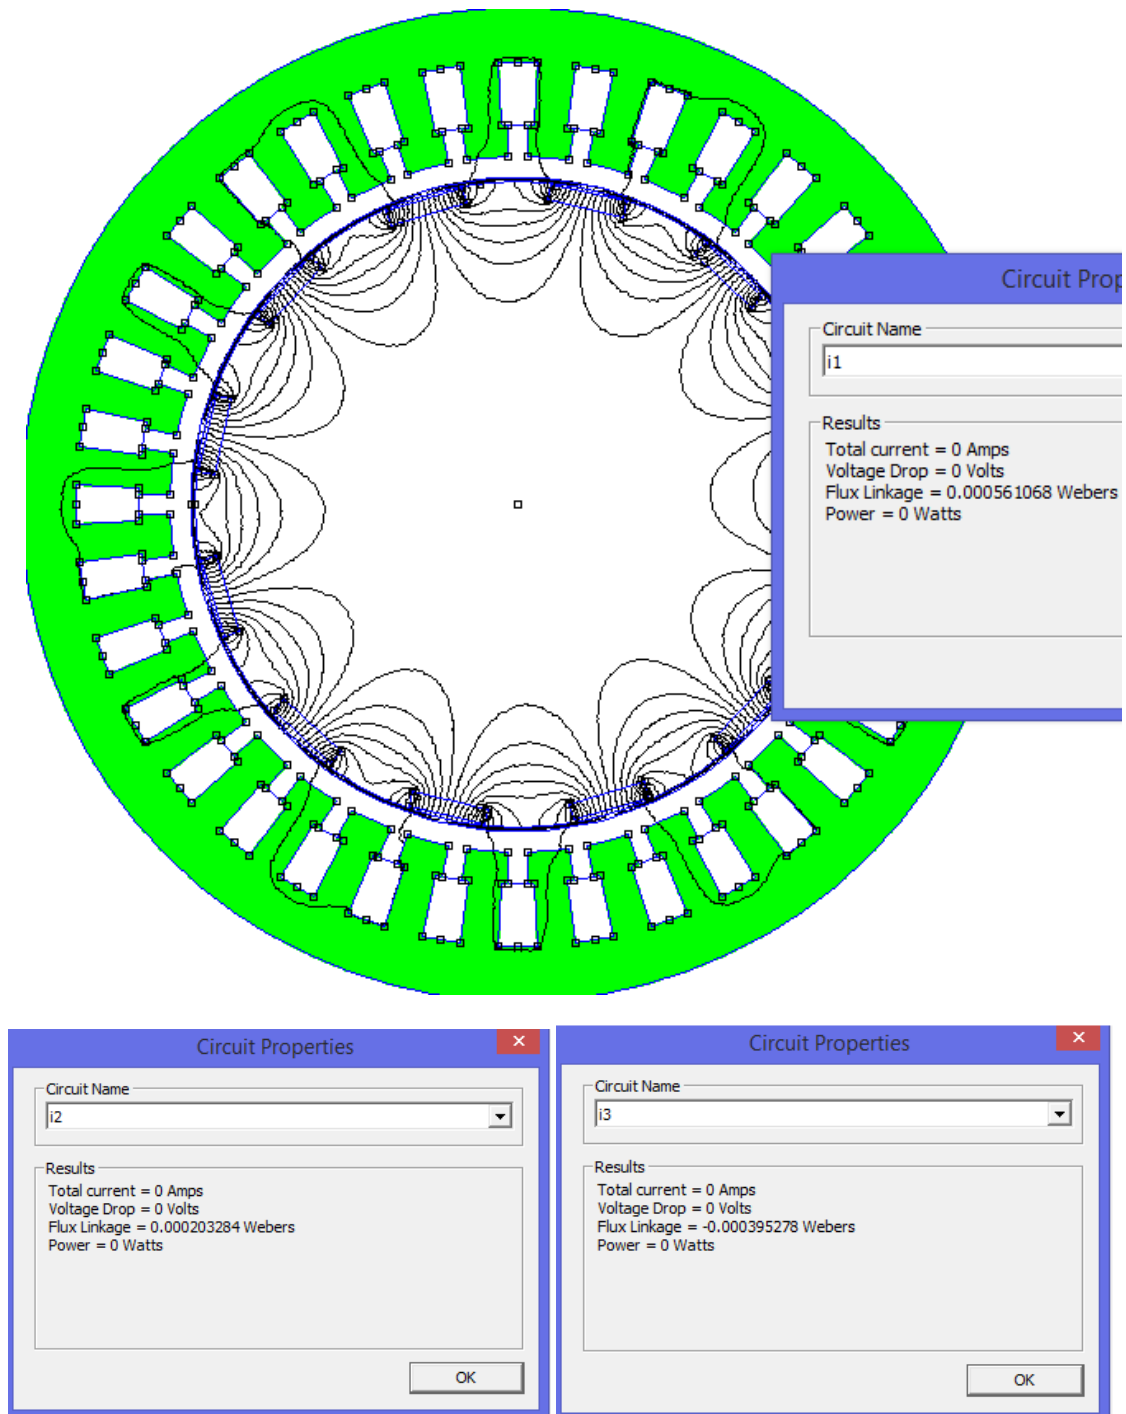 Circuit Prop
Circuit Name
i1
Results
Total current = 0 Amps
Voltage Drop = 0 Volts
Flux Linkage = 0.000561068 Webers
Power = 0 Watts
Circuit Properties
Circuit Name
i2
Results
Total current = 0 Amps
Voltage Drop = 0 Volts
Flux Linkage = 0.000203284 Webers
Power = 0 Watts
OK
Circuit Properties
Circuit Name
i3
Results
Total current = 0 Amps
Voltage Drop = 0 Volts
Flux Linkage = -0.000395278 Webers
Power = 0 Watts
OK